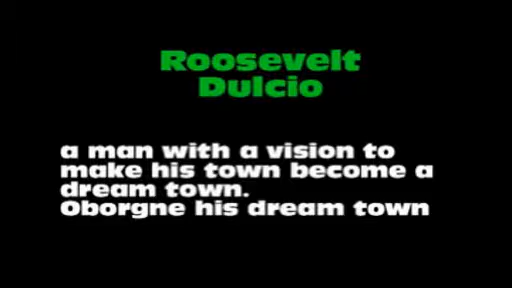 Roosevelt
Dulcio
a man with a vision to
make his town become a
dream town.
Oborgne his dream town